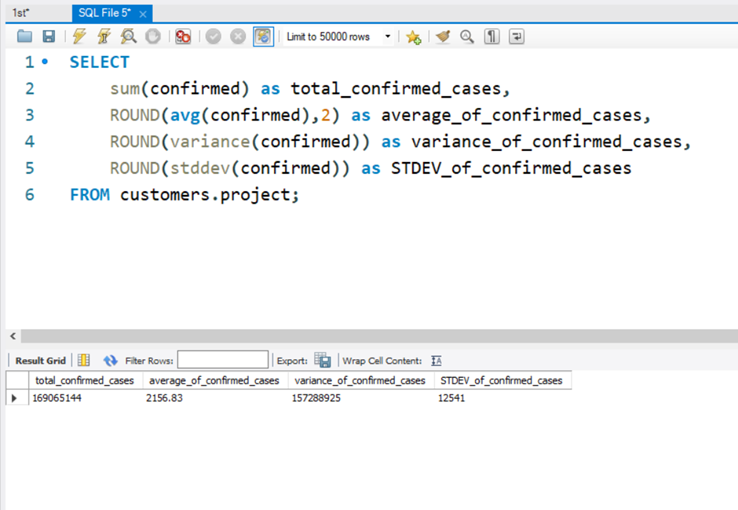 1st* SQL File 5*
Limit to 50000 rows
1 SELECT
2 sum(confirmed) as total_confirmed_cases,
3 ROUND(avg(confirmed),2) as average_of_confirmed_cases,
4 ROUND(variance(confirmed)) as variance_of_confirmed_cases,
5 ROUND(stddev(confirmed)) as STDEV_of_confirmed_cases
6 FROM customers.project;
Result Grid Filter Rows: Export: Wrap Cell Content:
total_confirmed_cases average_of_confirmed_cases variance_of_confirmed_cases STDEV_of_confirmed_cases
169065144 2156.83 157288925 12541